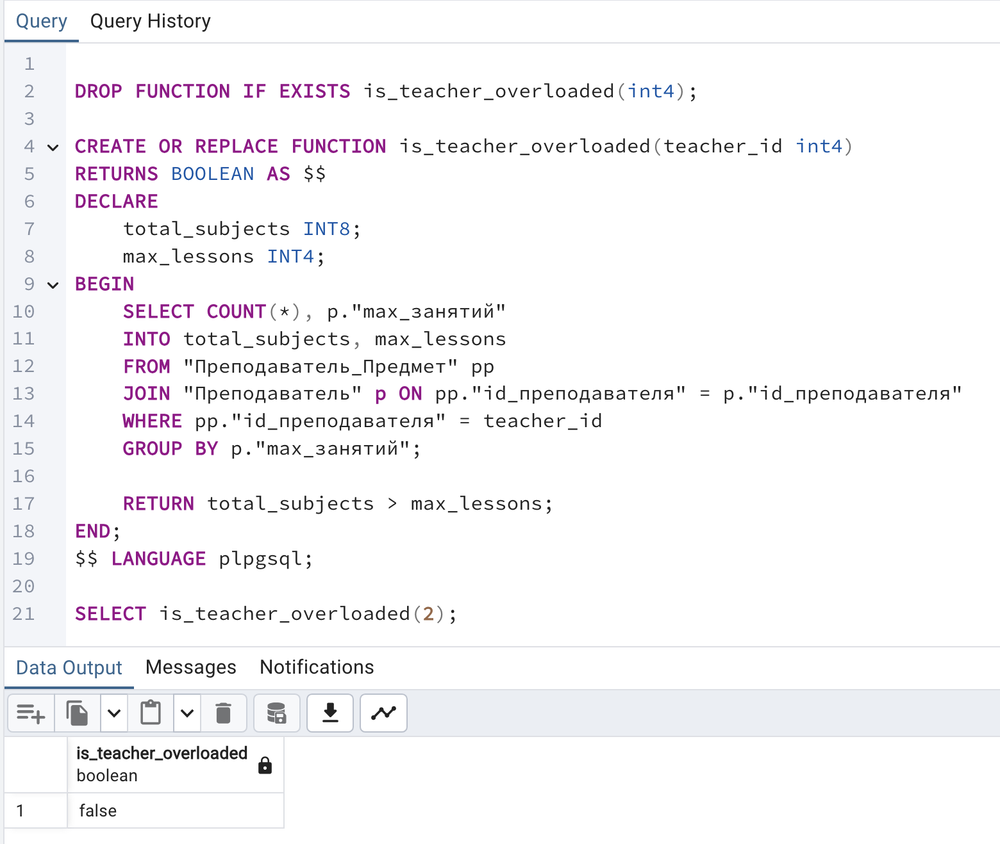 Query Query History
1
2 DROP FUNCTION IF EXISTS is_teacher_overloaded(int4);
3
4 CREATE OR REPLACE FUNCTION is_teacher_overloaded(teacher_id int4)
5 RETURNS BOOLEAN AS $$
6 DECLARE
7 total_subjects INT8;
8 max_lessons INT4;
9 BEGIN
10 SELECT COUNT(*), p."max_занятий"
11 INTO total_subjects, max_lessons
12 FROM "Преподаватель_Предмет" pp
13 JOIN "Преподаватель" p ON pp."id_преподавателя" = p."id_преподавателя"
14 WHERE pp."id_преподавателя" = teacher_id
15 GROUP BY p."max_занятий";
16
17 RETURN total_subjects > max_lessons;
18 END;
19 $$ LANGUAGE plpgsql;
20
21 SELECT is_teacher_overloaded(2);
Data Output Messages Notifications
is_teacher_overloaded
boolean
1 false